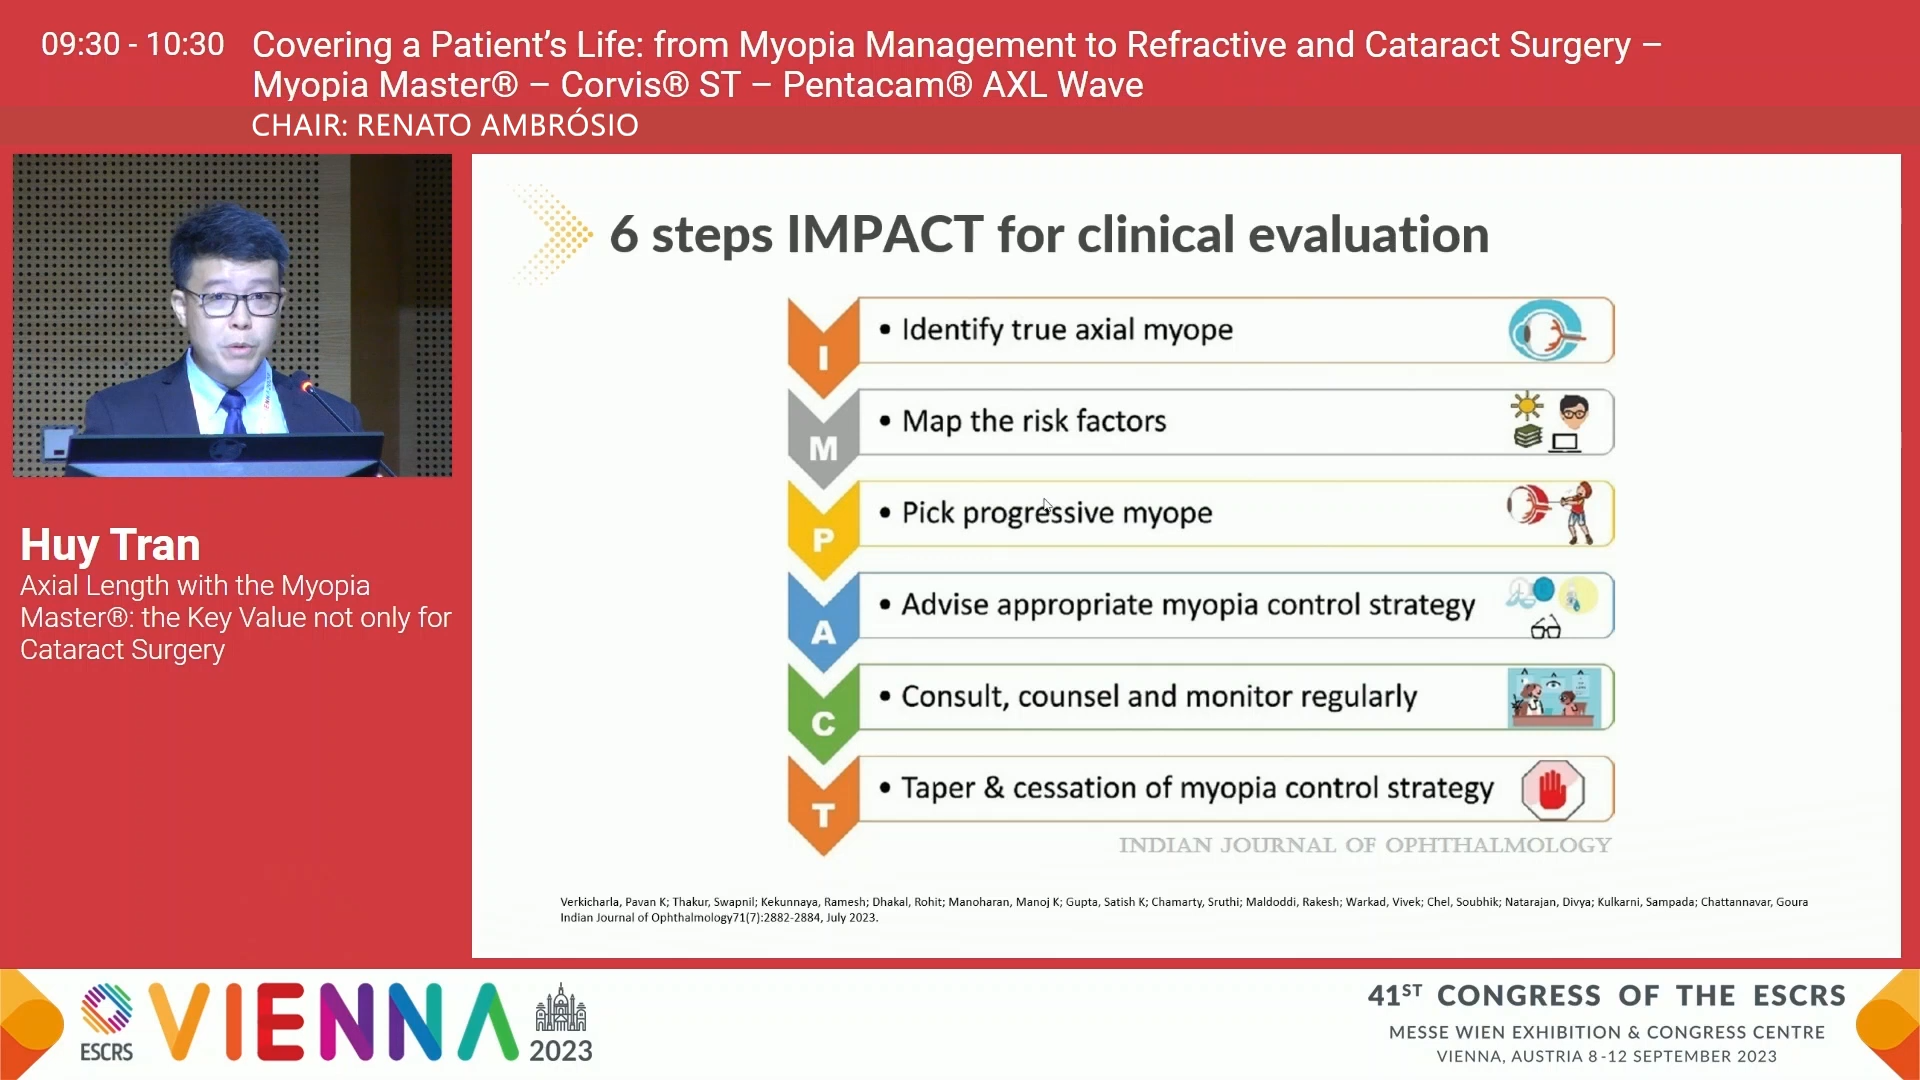 09:30 - 10:30
Covering a Patient's Life: from Myopia Management to Refractive and Cataract Surgery –
Myopia Master® – Corvis® ST – Pentacam® AXL Wave
CHAIR: RENATO AMBRÓSIO
Huy Tran
Axial Length with the Myopia
Master®: the Key Value not only for
Cataract Surgery
6 steps IMPACT for clinical evaluation
I • Identify true axial myope
M • Map the risk factors
P • Pick progressive myope
A • Advise appropriate myopia control strategy
C • Consult, counsel and monitor regularly
T • Taper & cessation of myopia control strategy
INDIAN JOURNAL OF OPHTHALMOLOGY
Verkicharla, Pavan K; Thakur, Swapnil; Kekunnaya, Ramesh; Dhakal, Rohit; Manoharan, Manoj K; Gupta, Satish K; Chamarty, Sruthi; Maldoddi, Rakesh; Warkad, Vivek; Chel, Soubhik; Natarajan, Divya; Kulkarni, Sampada; Chattannavar, Goura
Indian Journal of Ophthalmology71(7):2882-2884, July 2023.
ESCRS
VIENNA
2023
41ST CONGRESS OF THE ESCRS
MESSE WIEN EXHIBITION & CONGRESS CENTRE
VIENNA, AUSTRIA 8-12 SEPTEMBER 2023